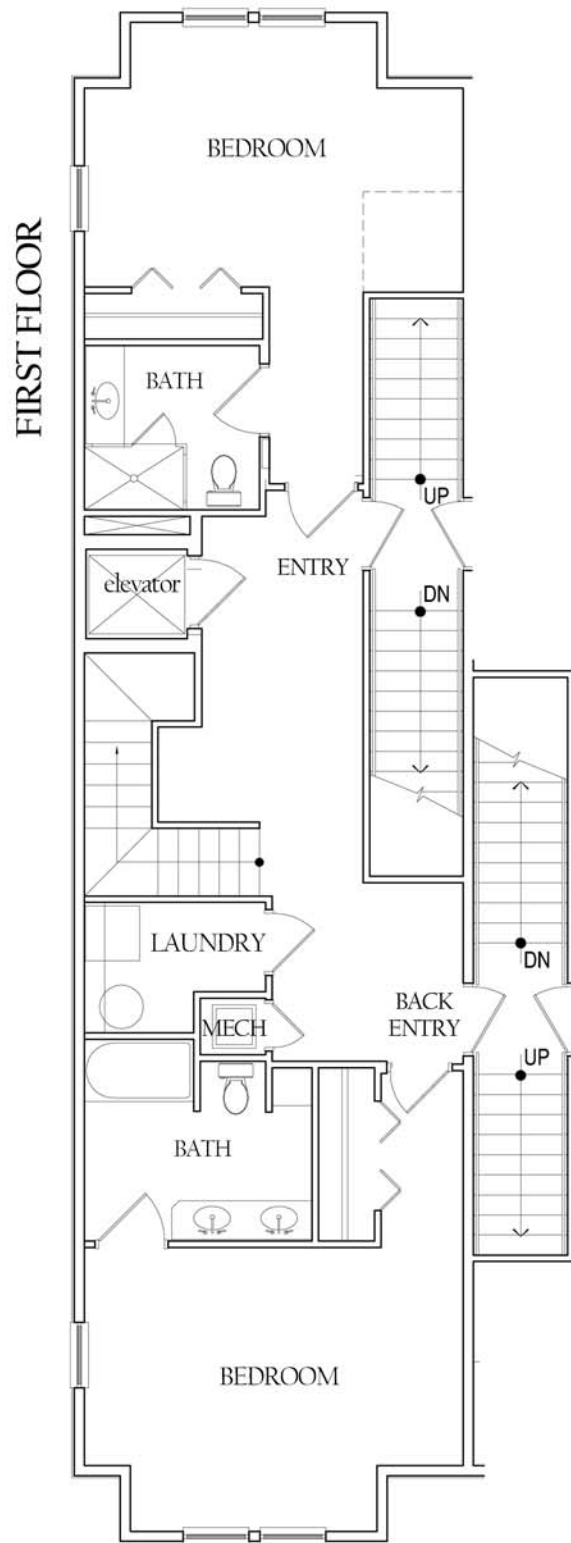 FIRST FLOOR
BEDROOM
BATH
UP
ENTRY
elevator
DN
LAUNDRY
DN
BACK
ENTRY
MECH
UP
BATH
BEDROOM